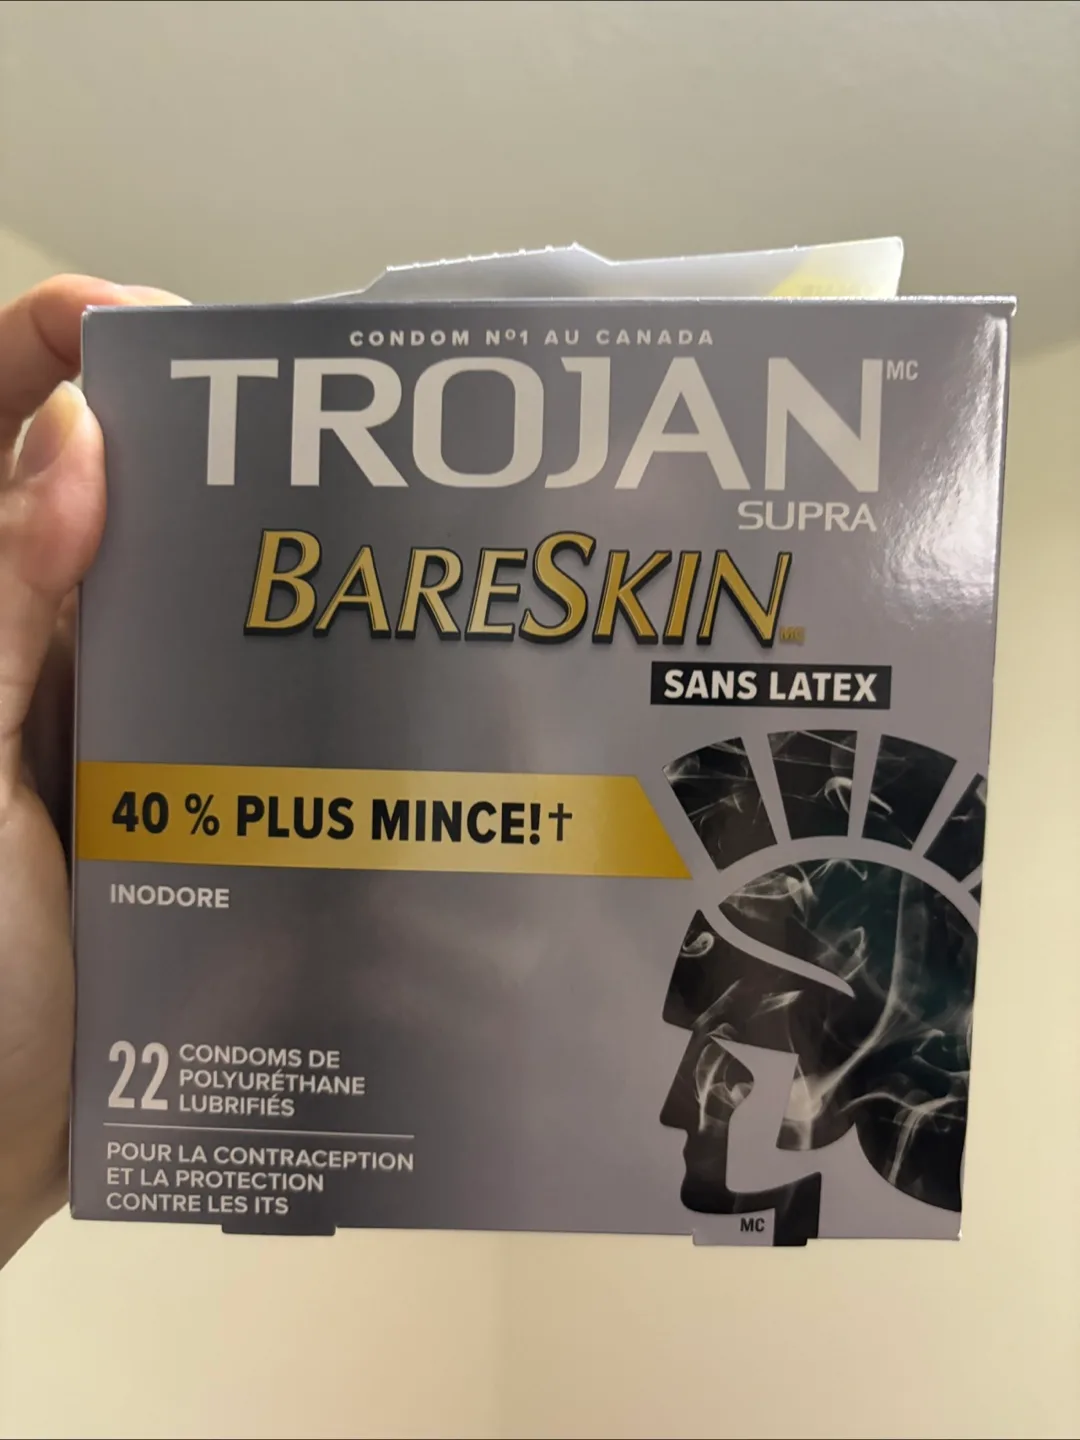 CONDOM Nº1 AU CANADA
TROJAN MC
SUPRA
BARESKIN MC
SANS LATEX
40 % PLUS MINCE!†
INODORE
22 CONDOMS DE
POLYURÉTHANE
LUBRIFIÉS
POUR LA CONTRACEPTION
ET LA PROTECTION
CONTRE LES ITS
MC